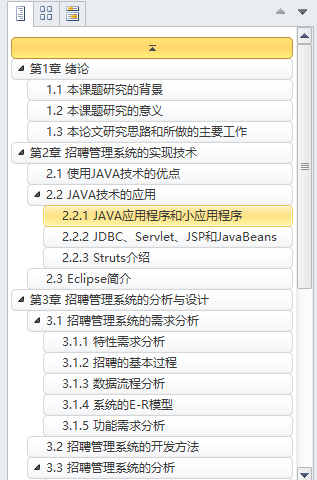 第1章 绪论
1.1 本课题研究的背景
1.2 本课题研究的意义
1.3 本论文研究思路和所做的主要工作
第2章 招聘管理系统的实现技术
2.1 使用JAVA技术的优点
2.2 JAVA技术的应用
2.2.1 JAVA应用程序和小应用程序
2.2.2 JDBC、Servlet、JSP和JavaBeans
2.2.3 Struts介绍
2.3 Eclipse简介
第3章 招聘管理系统的分析与设计
3.1 招聘管理系统的需求分析
3.1.1 特性需求分析
3.1.2 招聘的基本过程
3.1.3 数据流程分析
3.1.4 系统的E-R模型
3.1.5 功能需求分析
3.2 招聘管理系统的开发方法
3.3 招聘管理系统的分析